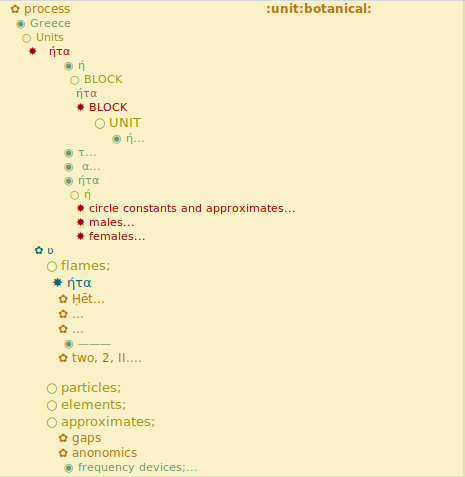 process :unit:botanical:
Greece
Units
ήτα
ή
BLOCK
ήτα
BLOCK
UNIT
ή...
τ...
α...
ήτα
ή
circle constants and approximates...
males...
females...
υ
flames;
ήτα
Ḥēt...
...
...
———
two, 2, II....
particles;
elements;
approximates;
gaps
anonomics
frequency devices;...